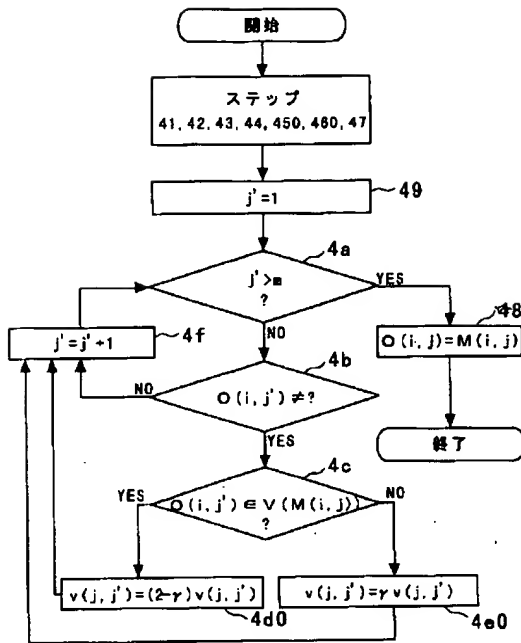 開始
ステップ
41, 42, 43, 44, 450, 460, 47
j'=1
49
4a
j'>m
?
YES
NO
j'=j'+1
4f
48
O(i,j)=M(i,j)
4b
O(i,j')≠?
NO
YES
終了
4c
O(i,j')∈V(M(i,j))
?
YES
NO
v(j,j')=(2-γ)v(j,j')
4d0
v(j,j')=γv(j,j')
4e0